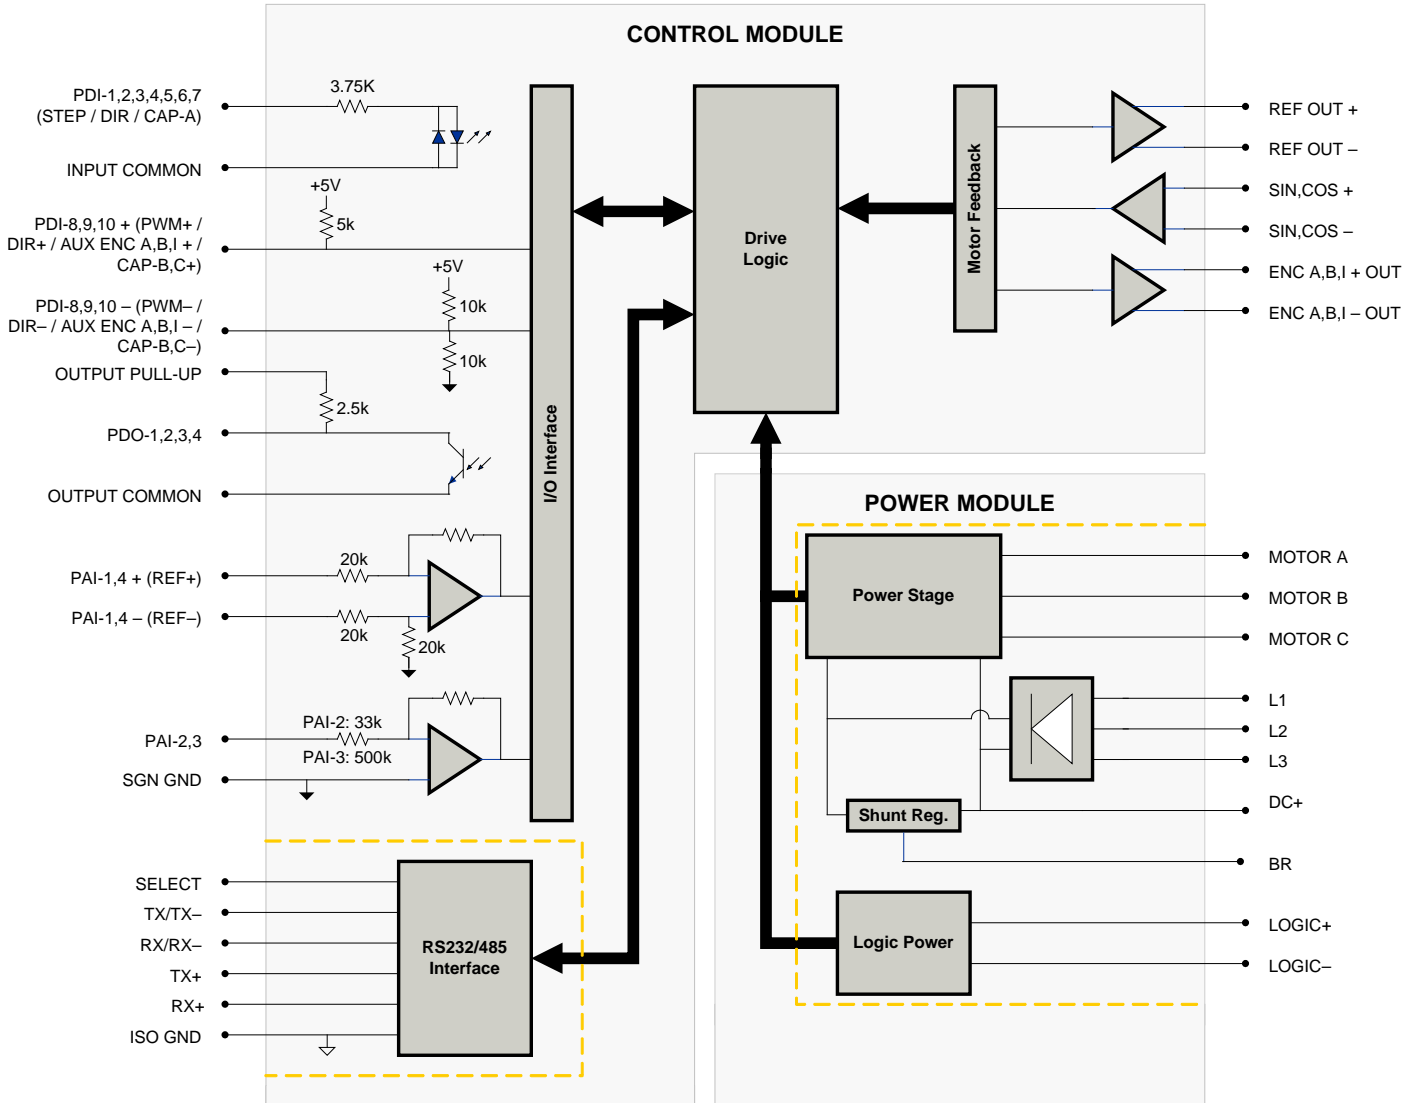 CONTROL MODULE
PDI-1,2,3,4,5,6,7
(STEP / DIR / CAP-A)
3.75K
INPUT COMMON
+5V
5k
PDI-8,9,10 + (PWM+ /
DIR+ / AUX ENC A,B,I + /
CAP-B,C+)
+5V
10k
PDI-8,9,10 – (PWM– /
DIR– / AUX ENC A,B,I – /
CAP-B,C–)
10k
OUTPUT PULL-UP
2.5k
PDO-1,2,3,4
OUTPUT COMMON
20k
PAI-1,4 + (REF+)
PAI-1,4 – (REF–)
20k
20k
PAI-2: 33k
PAI-2,3
PAI-3: 500k
SGN GND
I/O Interface
SELECT
TX/TX–
RX/RX–
TX+
RX+
ISO GND
RS232/485
Interface
Drive
Logic
Motor Feedback
REF OUT +
REF OUT –
SIN,COS +
SIN,COS –
ENC A,B,I + OUT
ENC A,B,I – OUT
POWER MODULE
Power Stage
MOTOR A
MOTOR B
MOTOR C
L1
L2
L3
DC+
Shunt Reg.
BR
Logic Power
LOGIC+
LOGIC–